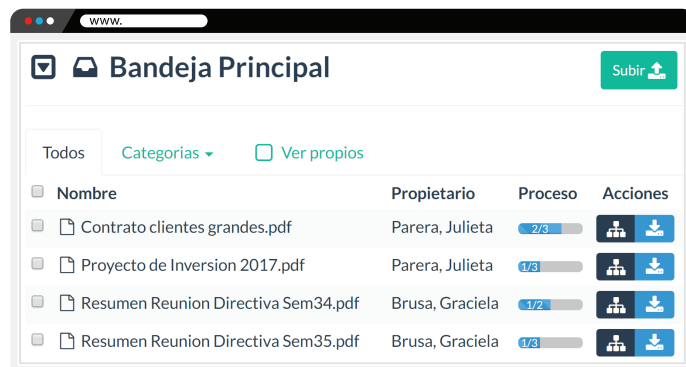 www.
Bandeja Principal
Subir
Todos Categorias Ver propios
Nombre Propietario Proceso Acciones
Contrato clientes grandes.pdf Parera, Julieta 2/3
Proyecto de Inversion 2017.pdf Parera, Julieta 1/3
Resumen Reunion Directiva Sem34.pdf Brusa, Graciela 1/2
Resumen Reunion Directiva Sem35.pdf Brusa, Graciela 1/3